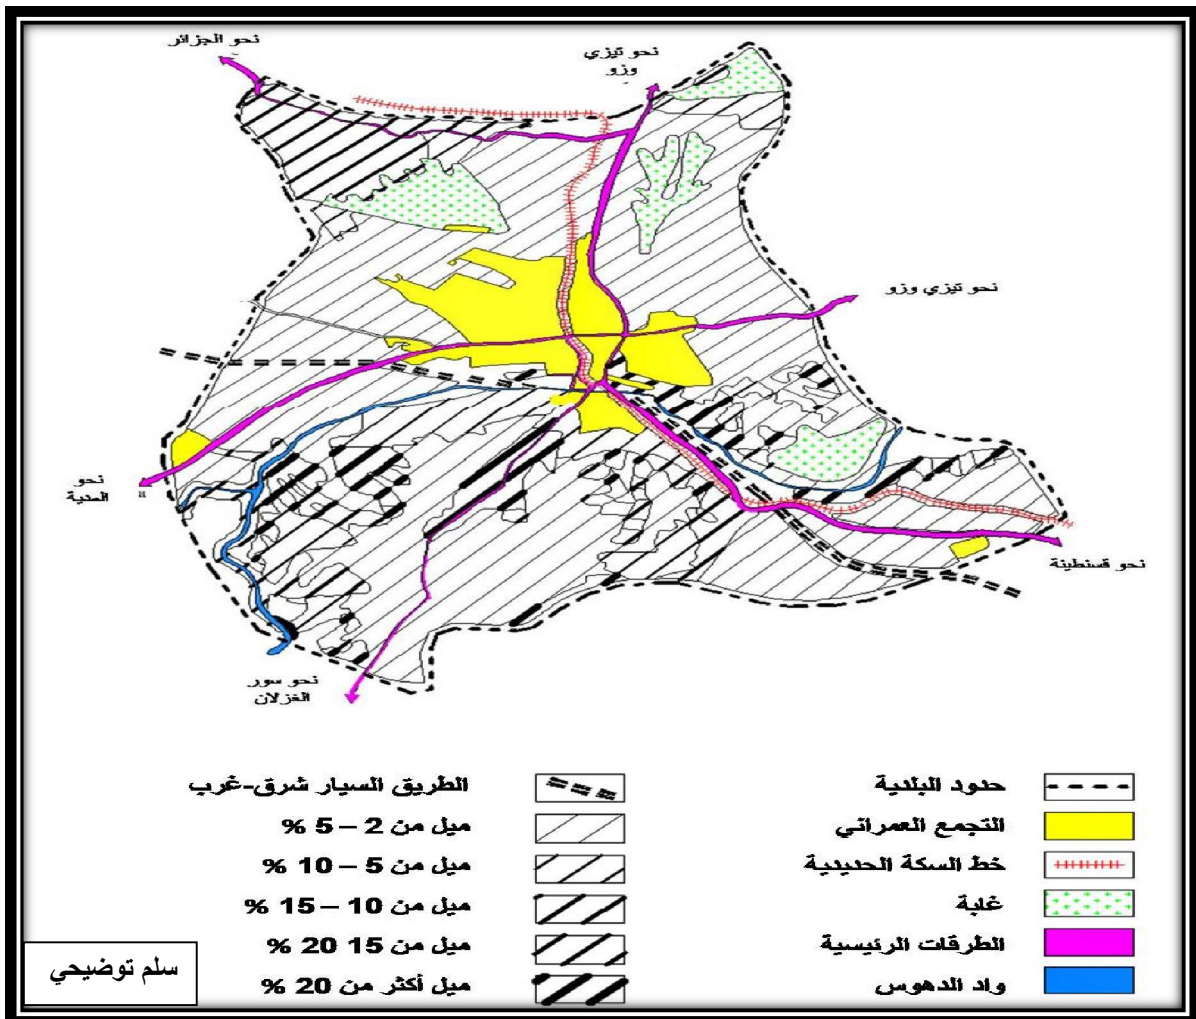 نحو الجزائر
نحو تيزي
وزو
نحو تيزي وزو
نحو
المدية
نحو قسنطينة
نحو سور
الغزلان
حدود البلدية
التجمع العمراني
خط السكة الحديدية
غابة
الطرقات الرئيسية
واد الدهوس
الطريق السيار شرق-غرب
ميل من 2 – 5 %
ميل من 5 – 10 %
ميل من 10 – 15 %
ميل من 15 20 %
ميل أكثر من 20 %
سلم توضيحي